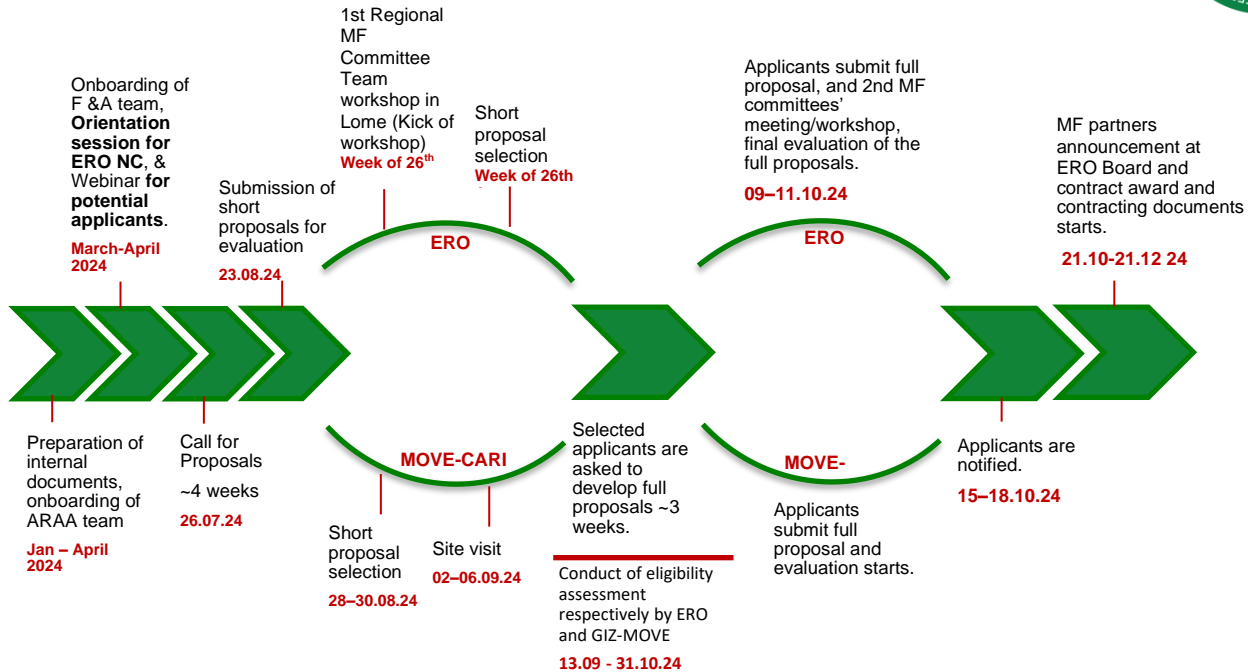 Onboarding of
F &A team,
Orientation
session for
ERO NC, &
Webinar for
potential
applicants.
March-April
2024
Submission of
short
proposals for
evaluation
23.08.24
1st Regional
MF
Committee
Team
workshop in
Lome (Kick of
workshop)
Week of 26th
Short
proposal
selection
Week of 26th
ERO
Applicants submit full
proposal, and 2nd MF
committees’
meeting/workshop,
final evaluation of the
full proposals.
09–11.10.24
ERO
MF partners
announcement at
ERO Board and
contract award and
contracting documents
starts.
21.10-21.12 24
Preparation of
internal
documents,
onboarding of
ARAA team
Jan – April
2024
Call for
Proposals
~4 weeks
26.07.24
MOVE-CARI
Short
proposal
selection
28–30.08.24
Site visit
02–06.09.24
Selected
applicants are
asked to
develop full
proposals ~3
weeks.
Conduct of eligibility
assessment
respectively by ERO
and GIZ-MOVE
13.09 - 31.10.24
MOVE-
Applicants
submit full
proposal and
evaluation starts.
Applicants are
notified.
15–18.10.24